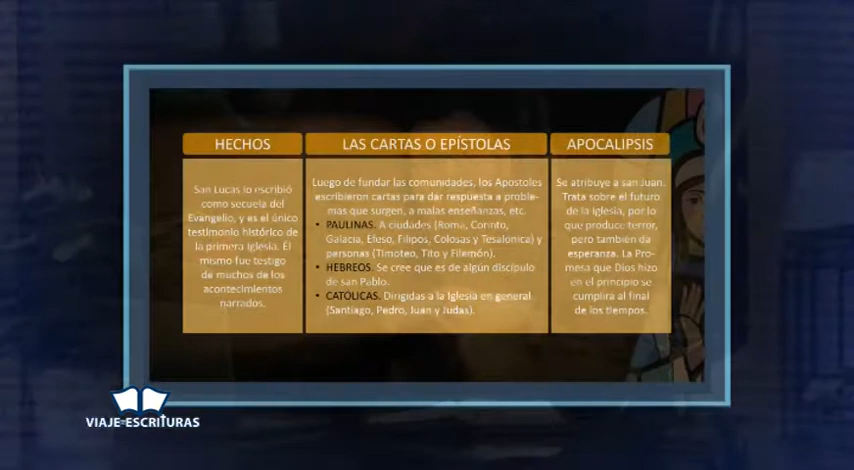 HECHOS
San Lucas lo escribió
como secuela del
Evangelio, y es el único
testimonio histórico de
la primera Iglesia. Él
mismo fue testigo
de muchos de los
acontecimientos
narrados.
LAS CARTAS O EPÍSTOLAS
Luego de fundar las comunidades, los Apostoles
escribieron cartas para dar respuesta a proble-
mas que surgen, a malas enseñanzas, etc.
• PAULINAS. A ciudades (Roma, Corinto,
Galacia, Efeso, Filipos, Colosas y Tesalonica) y
personas (Timoteo, Tito y Filemón).
• HEBREOS. Se cree que es de algún discípulo
de san Pablo.
• CATÓLICAS. Dirigidas a la Iglesia en general
(Santiago, Pedro, Juan y Judas).
APOCALIPSIS
Se atribuye a san Juan.
Trata sobre el futuro
de la iglesia, por lo
que produce terror,
pero también da
esperanza. La Pro-
mesa que Dios hizo
en el principio se
cumplira al final
de los tiempos.
VIAJE ESCRITURAS